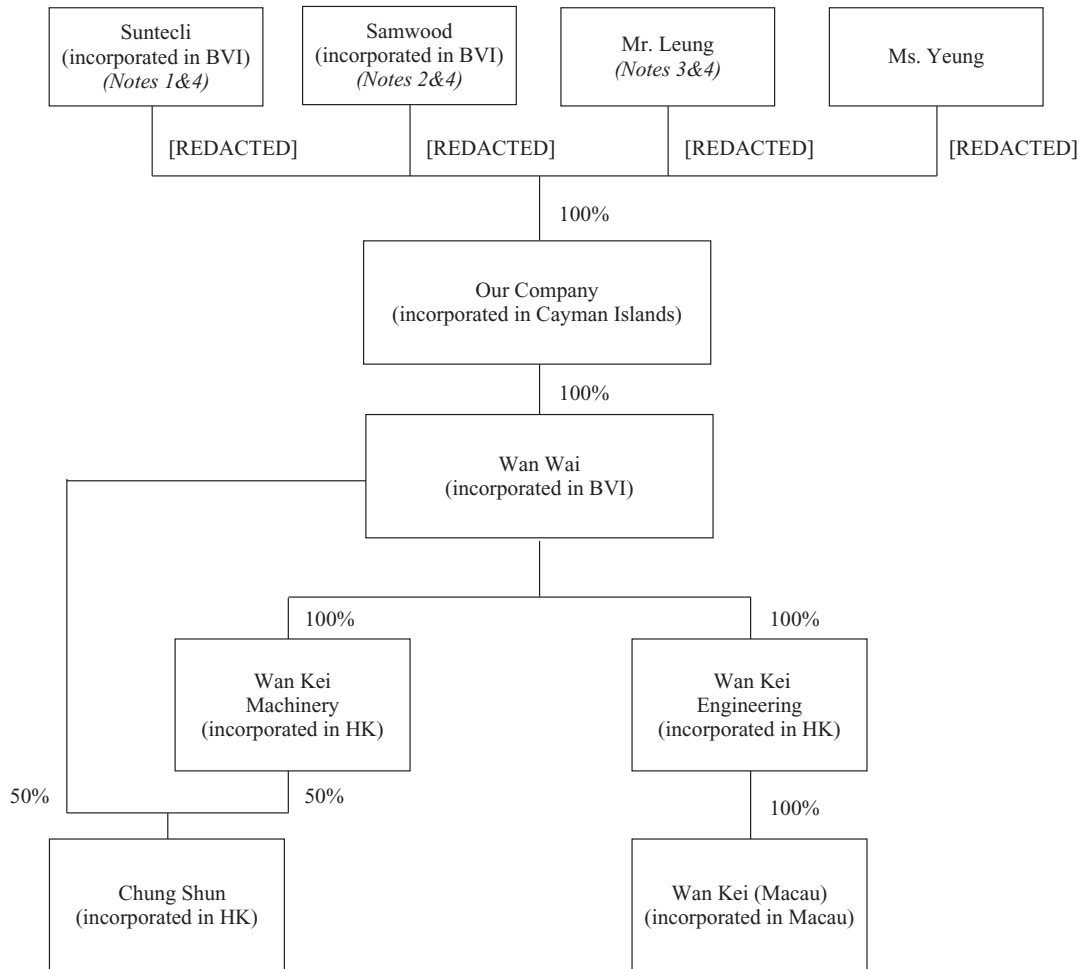 Suntecli
(incorporated in BVI)
(Notes 1&4)
Samwood
(incorporated in BVI)
(Notes 2&4)
Mr. Leung
(Notes 3&4)
Ms. Yeung
[REDACTED]
[REDACTED]
[REDACTED]
[REDACTED]
100%
Our Company
(incorporated in Cayman Islands)
100%
Wan Wai
(incorporated in BVI)
100%
100%
Wan Kei
Machinery
(incorporated in HK)
Wan Kei
Engineering
(incorporated in HK)
50%
50%
100%
Chung Shun
(incorporated in HK)
Wan Kei (Macau)
(incorporated in Macau)